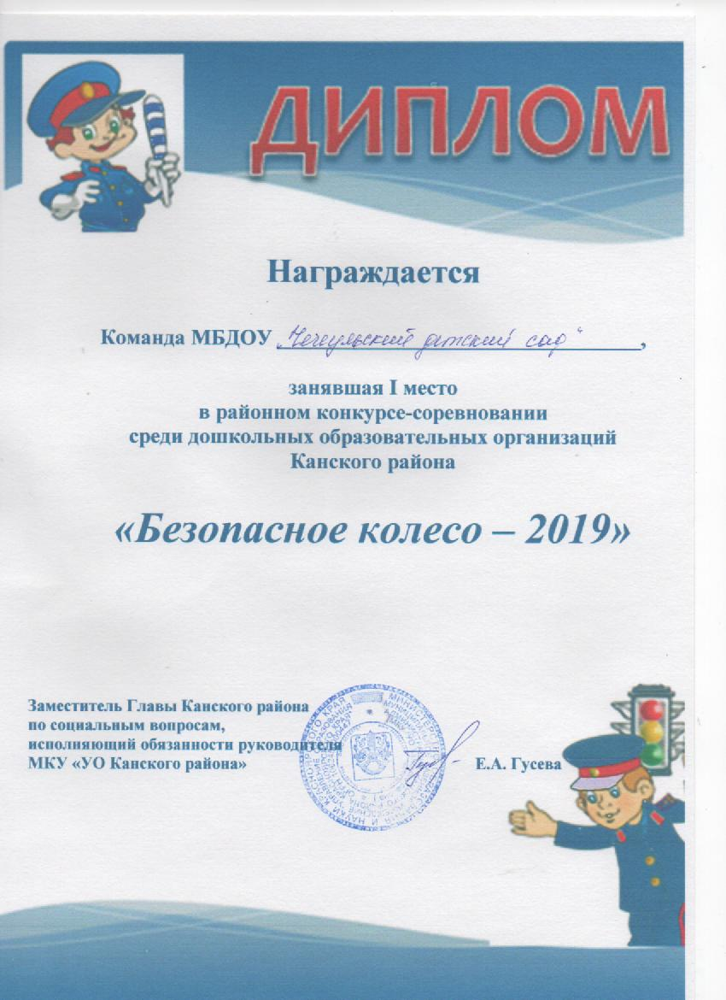 ДИПЛОМ
Награждается
Команда МБДОУ „Чечеульский детский сад",
занявшая I место
в районном конкурсе-соревновании
среди дошкольных образовательных организаций
Канского района
«Безопасное колесо – 2019»
Заместитель Главы Канского района
по социальным вопросам,
исполняющий обязанности руководителя
МКУ «УО Канского района»
Е.А. Гусева